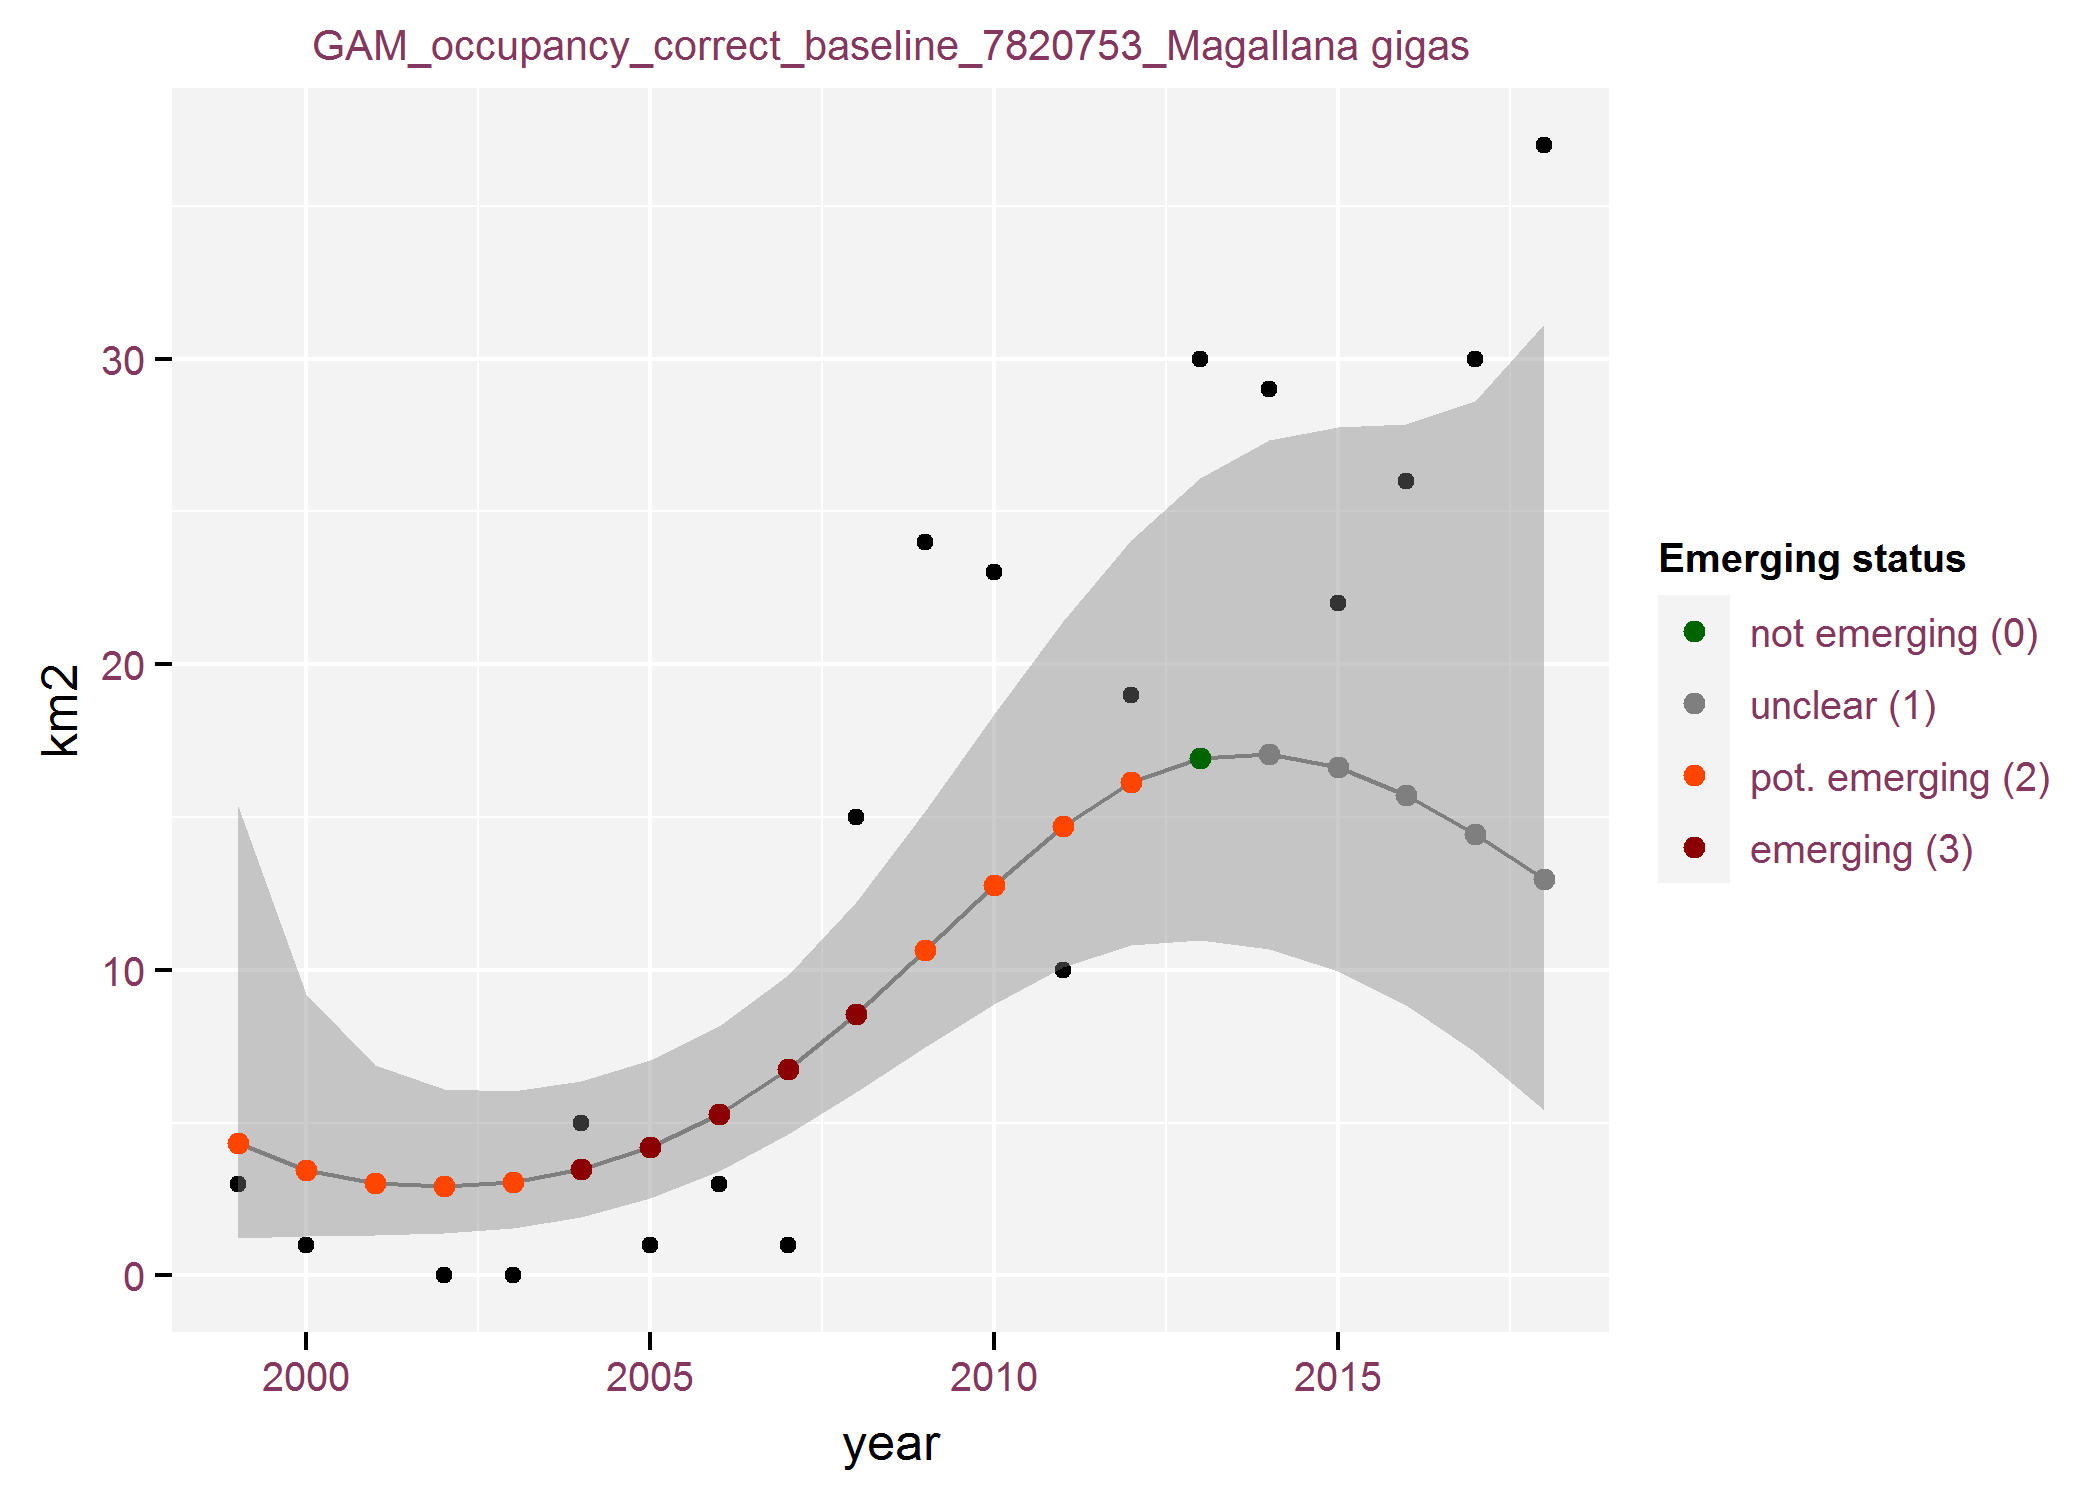 GAM_occupancy_correct_baseline_7820753_Magallana gigas
30
20
10
0
km2
2000 2005 2010 2015
year
Emerging status
not emerging (0)
unclear (1)
pot. emerging (2)
emerging (3)